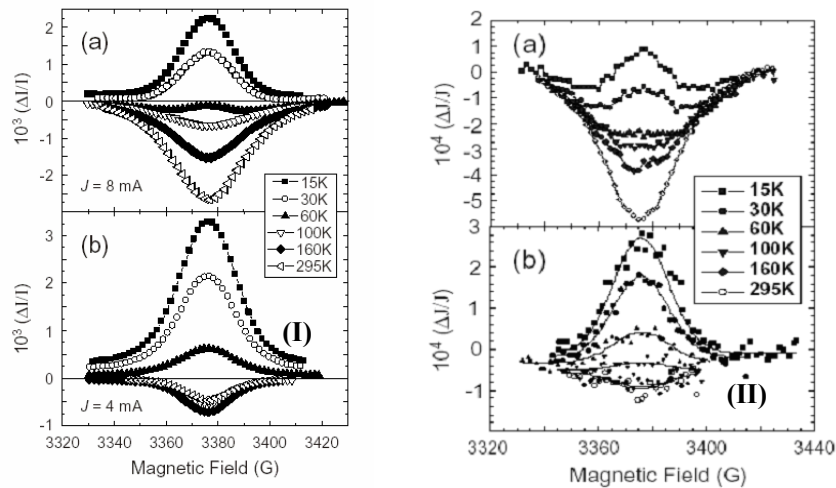 (a)
10³ (ΔI/I)
2
1
0
-1
-2
J = 8 mA
15K
30K
60K
100K
160K
295K
(b)
10³ (ΔI/I)
3
2
1
0
-1
(I)
J = 4 mA
3320 3340 3360 3380 3400 3420
Magnetic Field (G)
(a)
10⁴ (ΔJ/J)
2
1
0
-1
-2
-3
-4
-5
3
15K
30K
60K
100K
160K
295K
(b)
10⁴ (ΔJ/J)
2
0
-1
(II)
3320 3360 3400 3440
Magnetic Field (G)